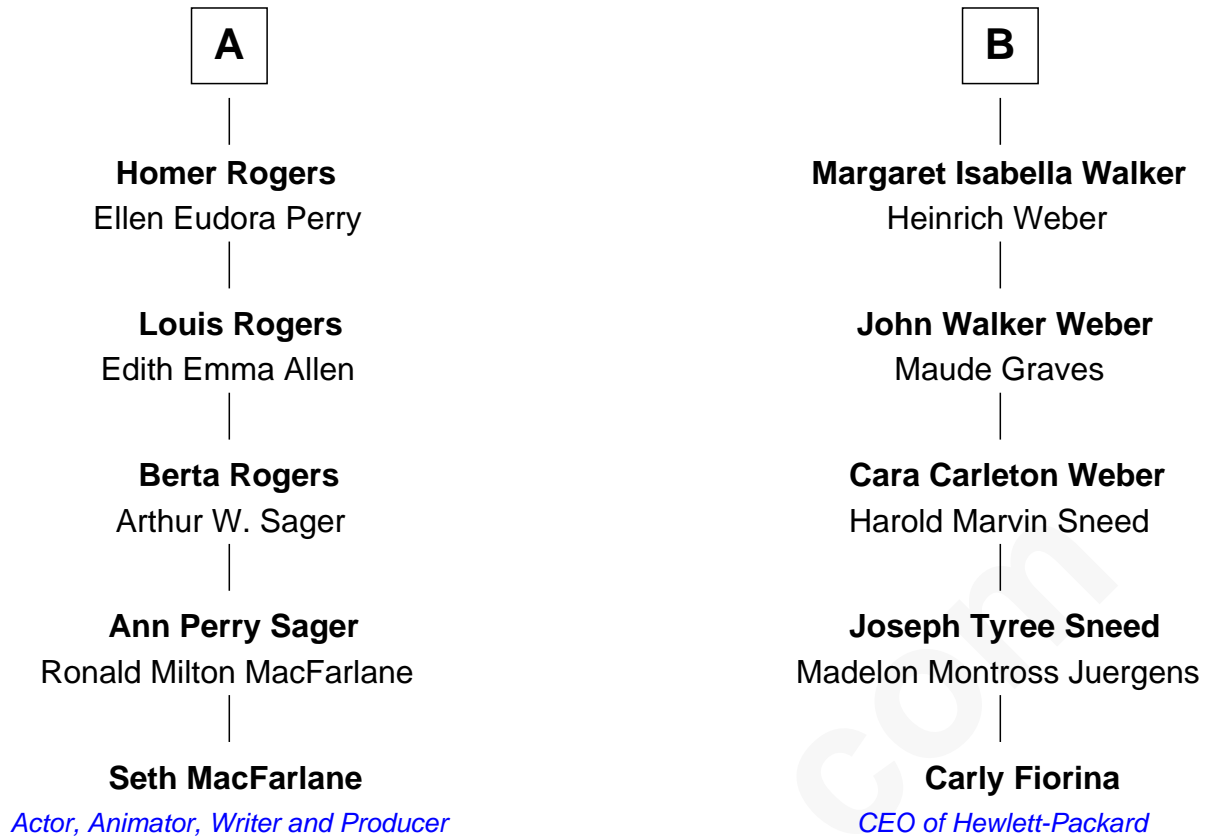 A
Homer Rogers
Ellen Eudora Perry
Louis Rogers
Edith Emma Allen
Berta Rogers
Arthur W. Sager
Ann Perry Sager
Ronald Milton MacFarlane
Seth MacFarlane
Actor, Animator, Writer and Producer
B
Margaret Isabella Walker
Heinrich Weber
John Walker Weber
Maude Graves
Cara Carleton Weber
Harold Marvin Sneed
Joseph Tyree Sneed
Madelon Montross Juergens
Carly Fiorina
CEO of Hewlett-Packard
com